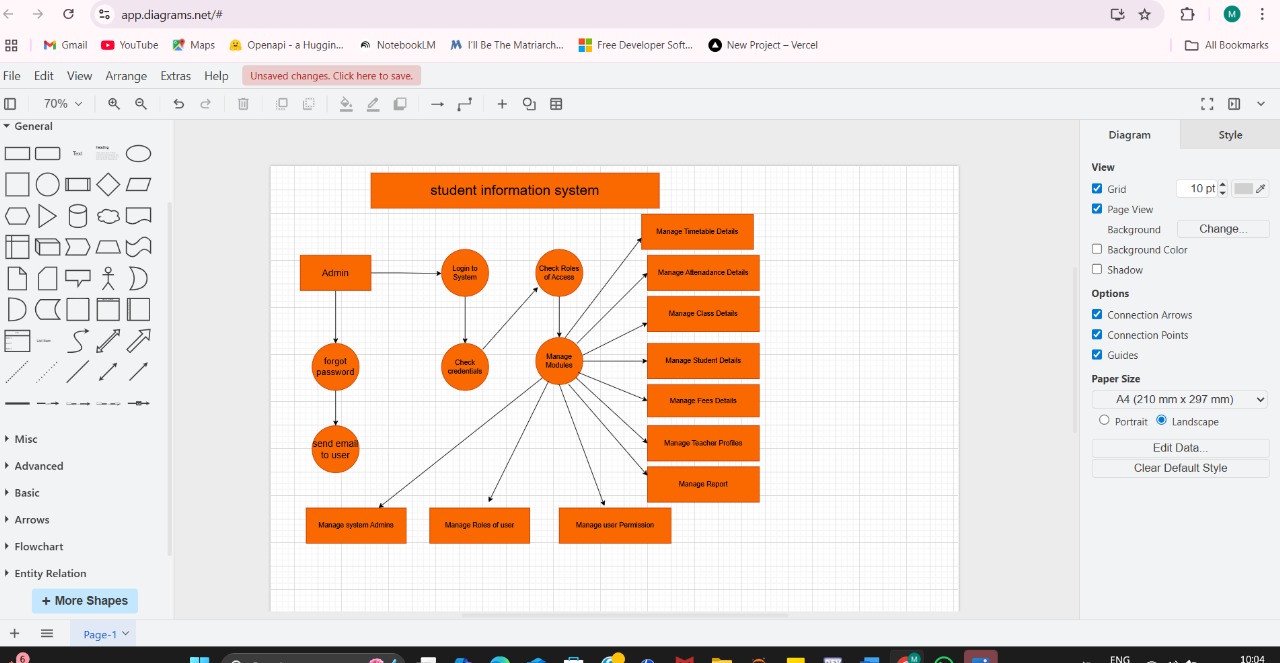 app.diagrams.net/#
M
Gmail
YouTube
Maps
Openapi - a Huggin...
NotebookLM
I'll Be The Matriarch...
Free Developer Soft...
New Project – Vercel
All Bookmarks
File Edit View Arrange Extras Help
Unsaved changes. Click here to save.
70%
General
Text
Heading
Misc
Advanced
Basic
Arrows
Flowchart
Entity Relation
+ More Shapes
student information system
Admin
Login to
System
Check Roles
of Access
forgot
password
Check
credentials
Manage
Modules
send email
to user
Manage Timetable Details
Manage Attenadance Details
Manage Class Details
Manage Student Details
Manage Fees Details
Manage Teacher Profiles
Manage Report
Manage system Admins
Manage Roles of user
Manage user Permission
Diagram
Style
View
Grid
10 pt
Page View
Background
Change...
Background Color
Shadow
Options
Connection Arrows
Connection Points
Guides
Paper Size
A4 (210 mm x 297 mm)
Portrait
Landscape
Edit Data...
Clear Default Style
Page-1
6
M
ENG
10:04